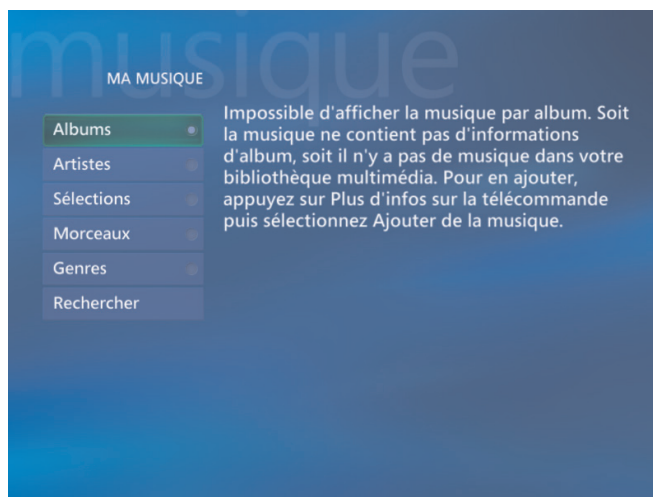 musique
MA MUSIQUE
Albums
Artistes
Sélections
Morceaux
Genres
Rechercher
Impossible d'afficher la musique par album. Soit
la musique ne contient pas d'informations
d'album, soit il n'y a pas de musique dans votre
bibliothèque multimédia. Pour en ajouter,
appuyez sur Plus d'infos sur la télécommande
puis sélectionnez Ajouter de la musique.